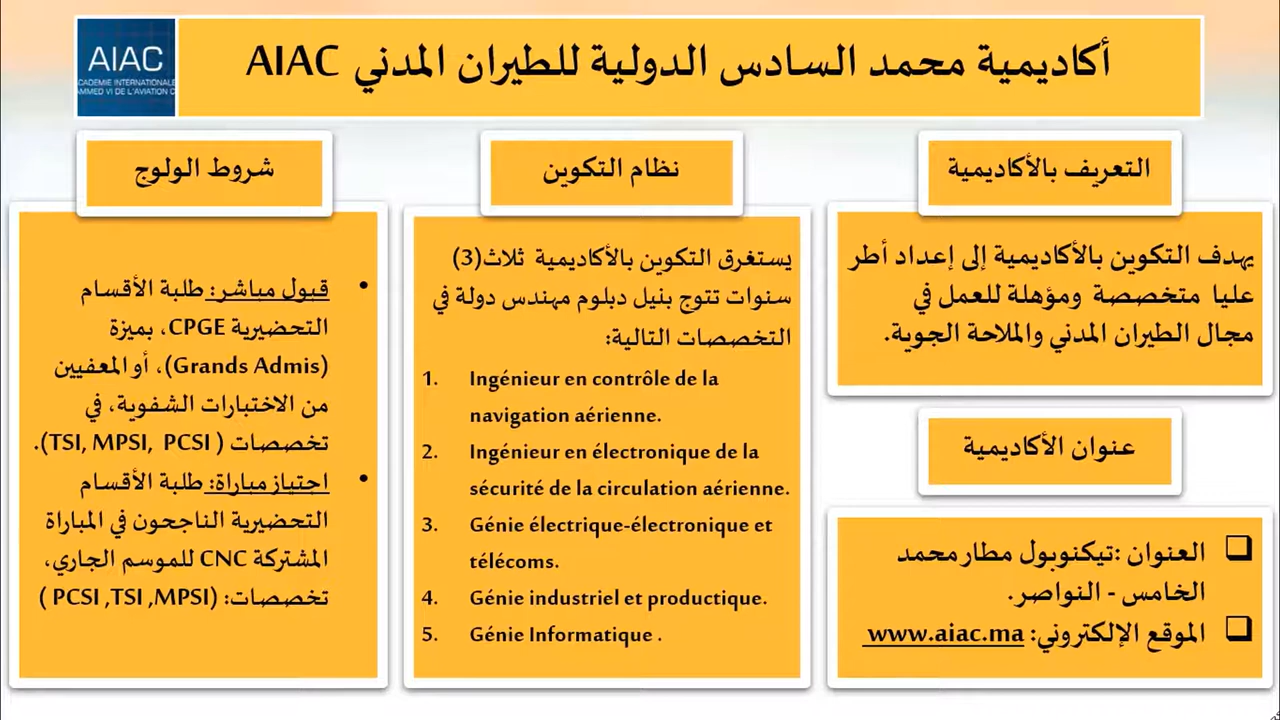 أكاديمية محمد السادس الدولية للطيران المدني AIAC
AIAC
CADEMIE INTERNATIONALE
AMMED VI DE L'AVIATION C
التعريف بالأكاديمية
يهدف التكوين بالأكاديمية إلى إعداد أطر
عليا متخصصة ومؤهلة للعمل في
مجال الطيران المدني والملاحة الجوية.
عنوان الأكاديمية
❑ العنوان :تيكنوبول مطار محمد
الخامس - النواصر.
❑ الموقع الإلكتروني: www.aiac.ma
نظام التكوين
يستغرق التكوين بالأكاديمية ثلاث(3)
سنوات تتوج بنيل دبلوم مهندس دولة في
التخصصات التالية:
1. Ingénieur en contrôle de la
navigation aérienne.
2. Ingénieur en électronique de la
sécurité de la circulation aérienne.
3. Génie électrique-électronique et
télécoms.
4. Génie industriel et productique.
5. Génie Informatique .
شروط الولوج
• قبول مباشر: طلبة الأقسام
التحضيرية CPGE، بميزة
(Grands Admis)، أو المعفيين
من الاختبارات الشفوية، في
تخصصات ( TSI, MPSI, PCSI).
• اجتياز مباراة: طلبة الأقسام
التحضيرية الناجحون في المباراة
المشتركة CNC للموسم الجاري،
تخصصات: (PCSI ,TSI ,MPSI )